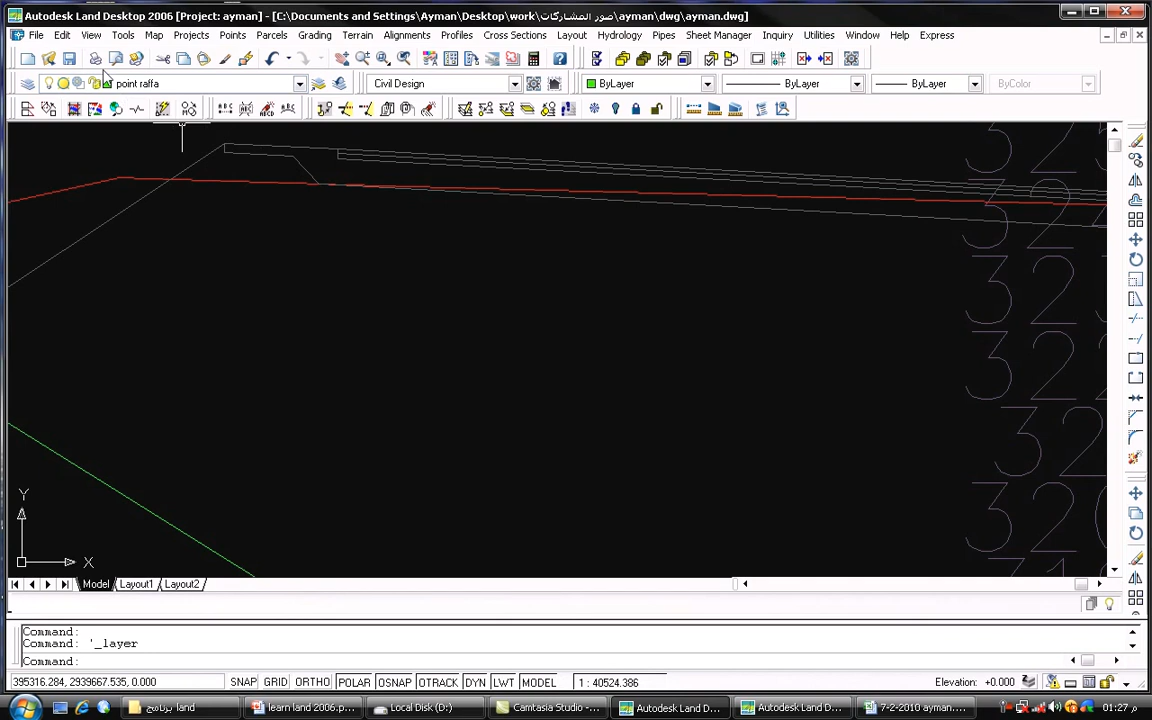 Autodesk Land Desktop 2006 [Project: ayman] - [C:\Documents and Settings\Ayman\Desktop\work\صور المشاركات\ayman\dwg\ayman.dwg]
File Edit View Tools Map Projects Points Parcels Grading Terrain Alignments Profiles Cross Sections Layout Hydrology Pipes Sheet Manager Inquiry Utilities Window Help Express
point raffa Civil Design ByLayer ByLayer ByLayer ByColor
Y
X
Model Layout1 Layout2
Command:
Command: '_layer
Command:
395316.284, 2939667.535, 0.000 SNAP GRID ORTHO POLAR OSNAP OTRACK DYN LWT MODEL 1 : 40524.386 Elevation: +0.000
برنامج land learn land 2006.p... Local Disk (D:) Camtasia Studio -... Autodesk Land D... Autodesk Land D... 7-2-2010 ayman.... 01:27 م